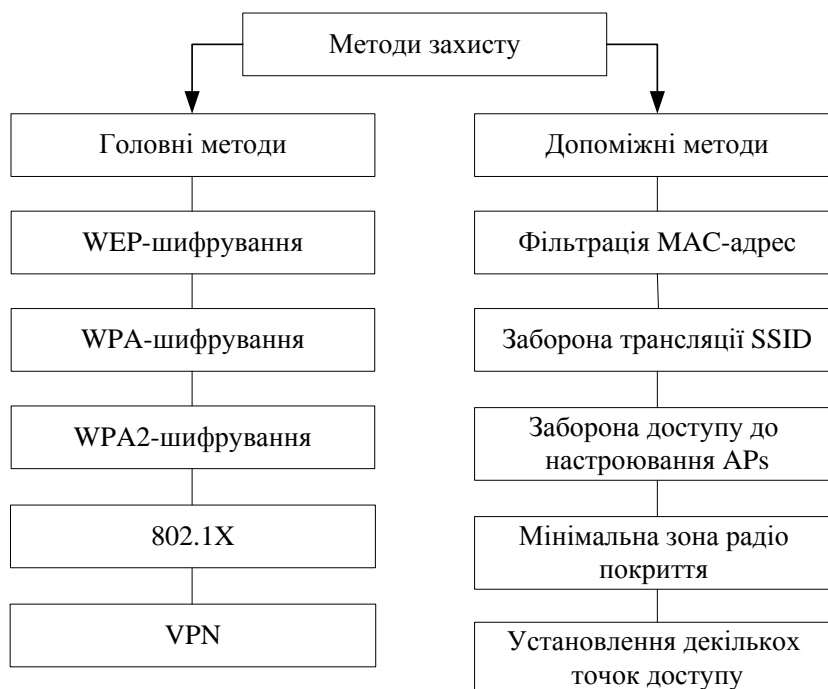 Методи захисту
Головні методи
WEP-шифрування
WPA-шифрування
WPA2-шифрування
802.1X
VPN
Допоміжні методи
Фільтрація MAC-адрес
Заборона трансляції SSID
Заборона доступу до
настроювання APs
Мінімальна зона радіо
покриття
Установлення декількох
точок доступу